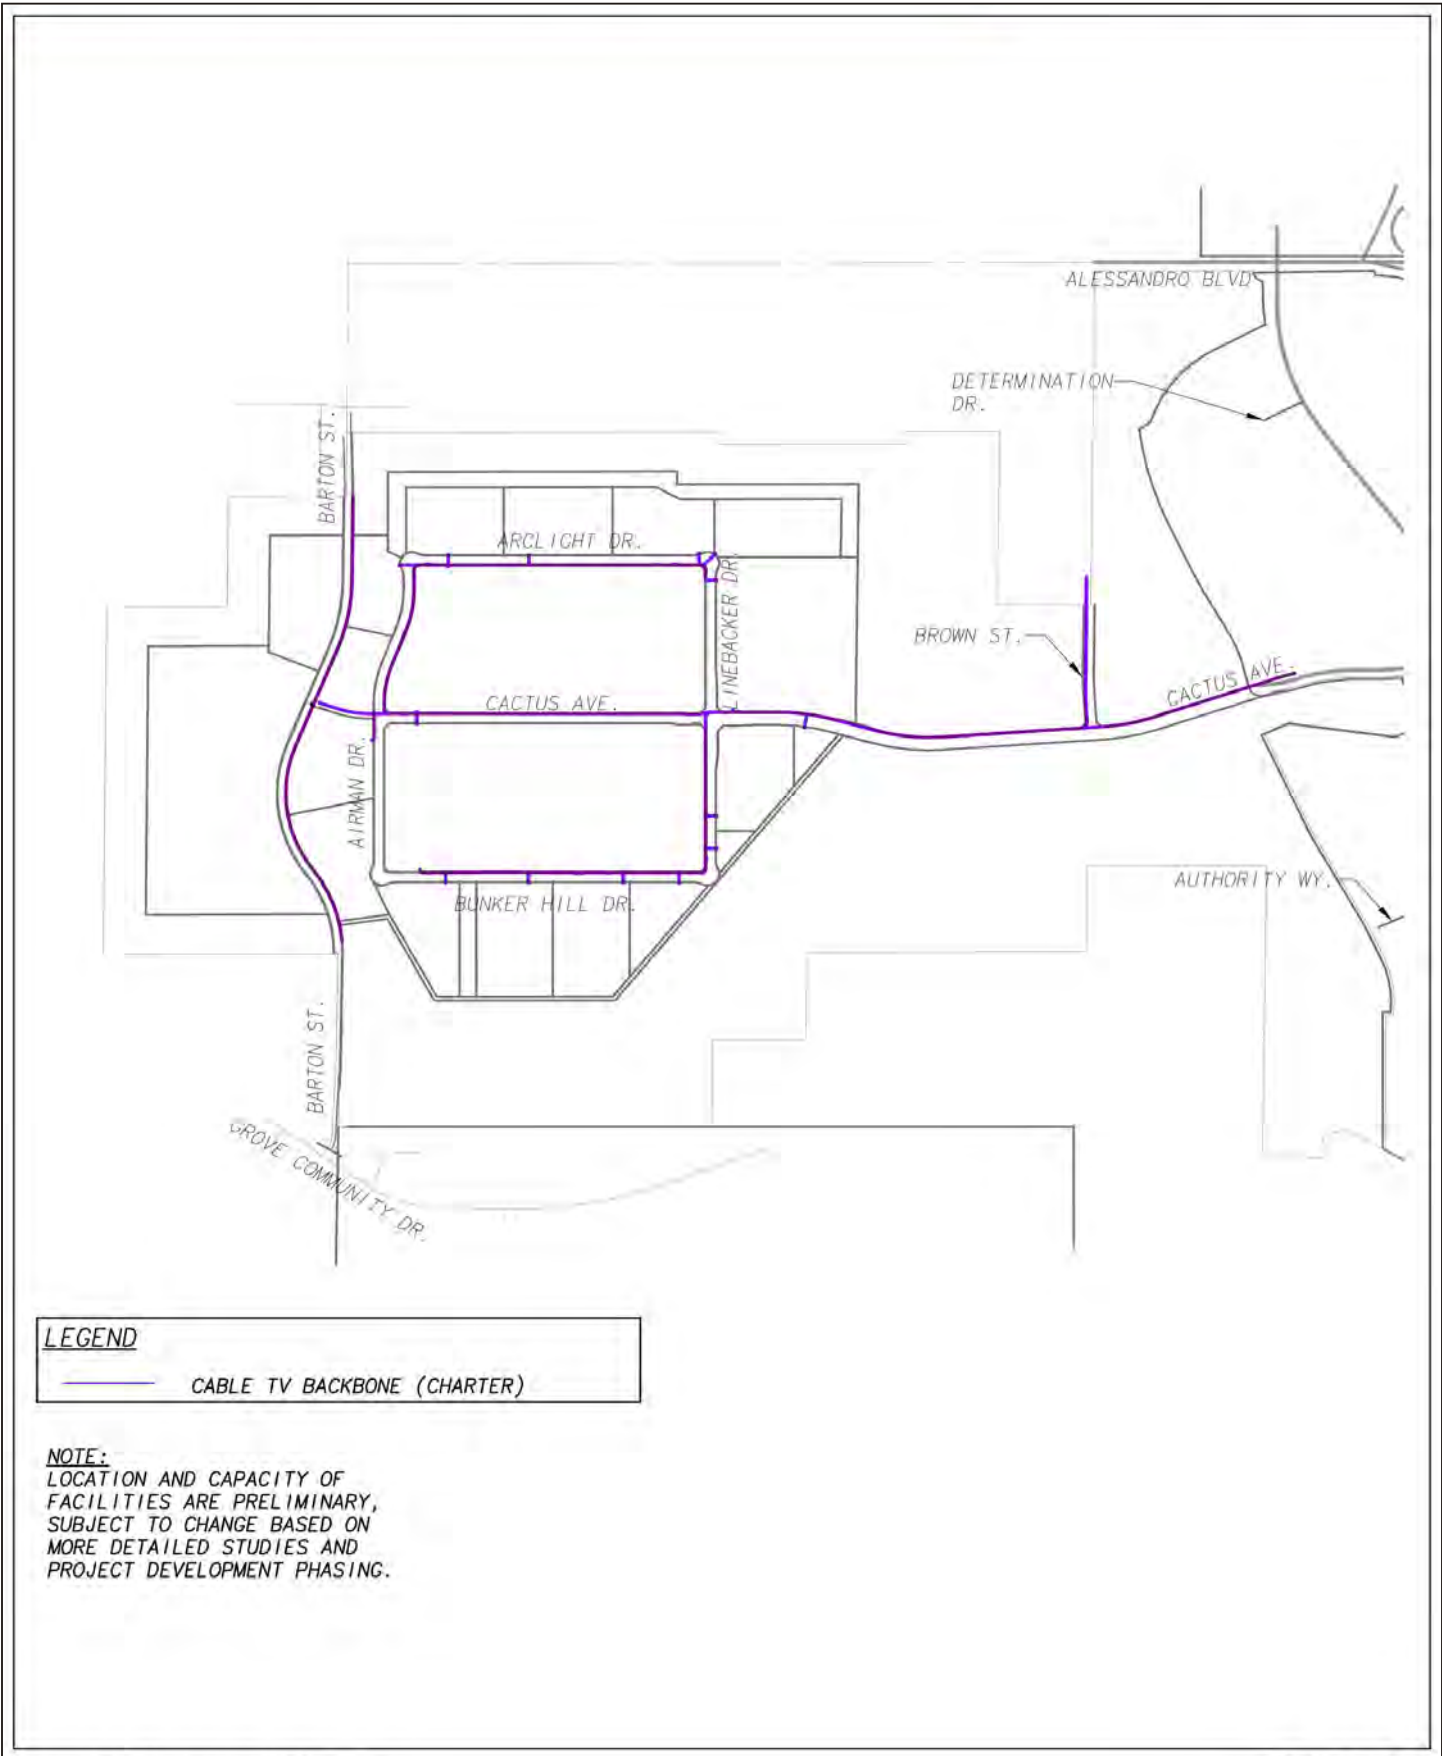 ALESSANDRO BLVD
DETERMINATION
DR.
BARTON ST.
ARCLIGHT DR.
LINEBACKER DR.
BROWN ST.
CACTUS AVE.
CACTUS AVE.
AIRMAN DR.
AUTHORITY WY.
BUNKER HILL DR.
BARTON ST.
GROVE COMMUNITY DR.
LEGEND
CABLE TV BACKBONE (CHARTER)
NOTE:
LOCATION AND CAPACITY OF
FACILITIES ARE PRELIMINARY,
SUBJECT TO CHANGE BASED ON
MORE DETAILED STUDIES AND
PROJECT DEVELOPMENT PHASING.